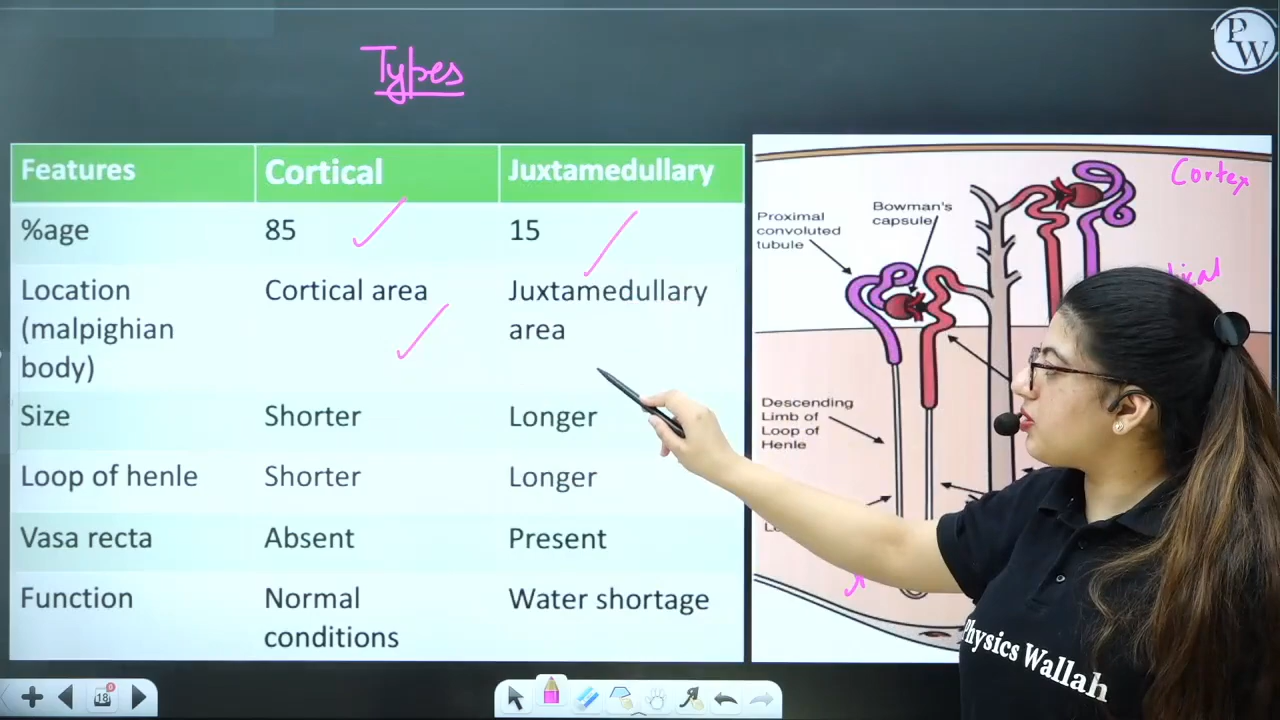 PW
Types
Features Cortical Juxtamedullary
%age 85 15
Location Cortical area Juxtamedullary
(malpighian area
body)
Size Shorter Longer
Loop of henle Shorter Longer
Vasa recta Absent Present
Function Normal Water shortage
conditions
Cortex
Bowman's
capsule
Proximal
convoluted
tubule
Descending
Limb of
Loop of
Henle
Physics Wallah
18